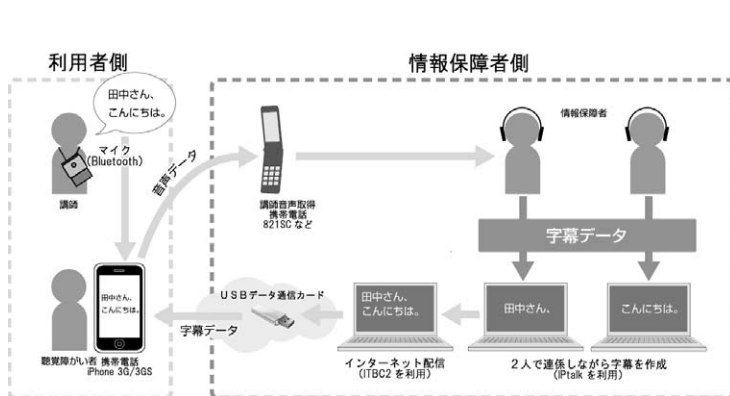 利用者側
情報保障者側
田中さん、
こんにちは。
マイク
(Bluetooth)
講師
音声データ
講師音声取得
携帯電話
821SC など
情報保障者
字幕データ
聴覚障がい者
田中さん、
こんにちは。
携帯電話
iPhone 3G/3GS
字幕データ
USBデータ通信カード
田中さん、
こんにちは。
インターネット配信
(ITBC2 を利用)
田中さん、
こんにちは。
2人で連係しながら字幕を作成
(IPtalk を利用)